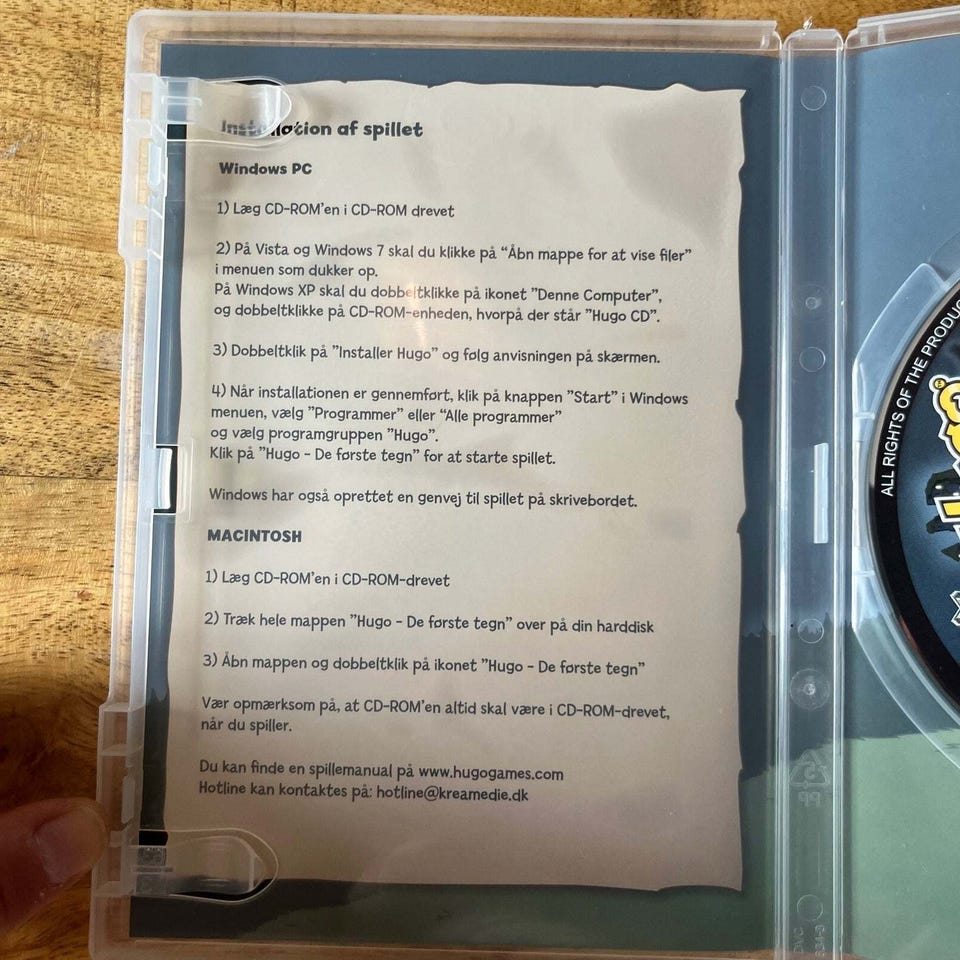 Installation af spillet
Windows PC
1) Læg CD-ROM'en i CD-ROM drevet
2) På Vista og Windows 7 skal du klikke på “Åbn mappe for at vise filer”
i menuen som dukker op.
På Windows XP skal du dobbeltklikke på ikonet ”Denne Computer”,
og dobbeltklikke på CD-ROM-enheden, hvorpå der står ”Hugo CD”.
3) Dobbeltklik på ”Installer Hugo” og følg anvisningen på skærmen.
4) Når installationen er gennemført, klik på knappen ”Start” i Windows
menuen, vælg ”Programmer” eller “Alle programmer”
og vælg programgruppen ”Hugo”.
Klik på ”Hugo - De første tegn” for at starte spillet.
Windows har også oprettet en genvej til spillet på skrivebordet.
MACINTOSH
1) Læg CD-ROM'en i CD-ROM-drevet
2) Træk hele mappen ”Hugo - De første tegn” over på din harddisk
3) Åbn mappen og dobbeltklik på ikonet ”Hugo - De første tegn”
Vær opmærksom på, at CD-ROM'en altid skal være i CD-ROM-drevet,
når du spiller.
Du kan finde en spillemanual på www.hugogames.com
Hotline kan kontaktes på: hotline@kreamedie.dk
ALL RIGHTS OF THE
PP